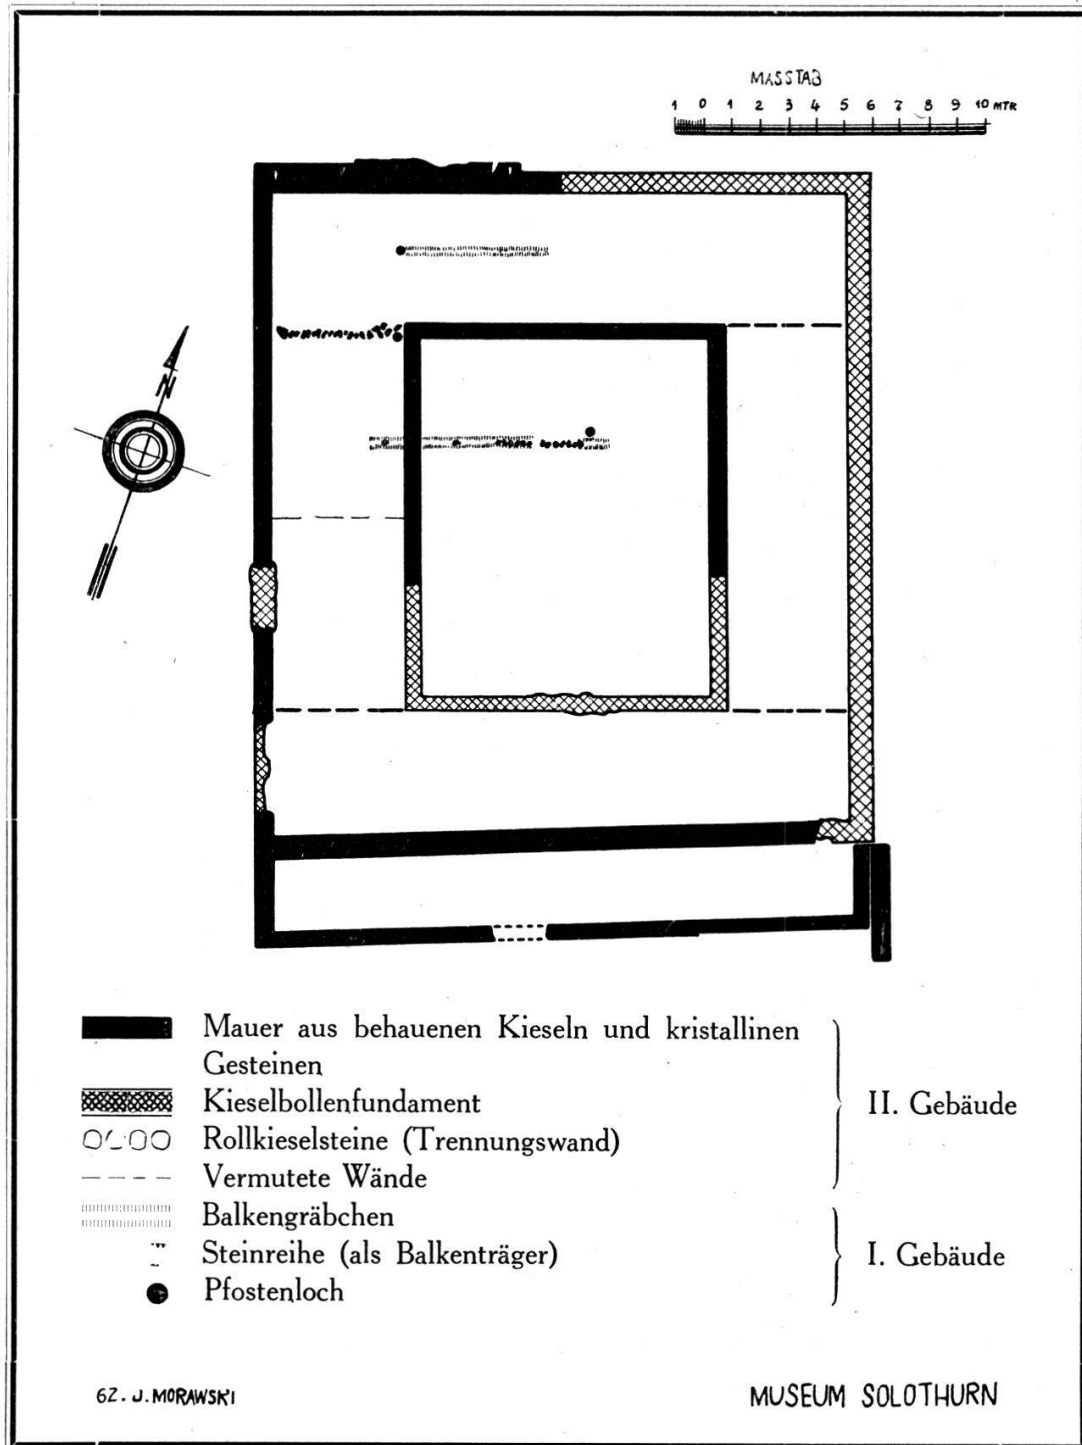 MASSTAB
1 0 1 2 3 4 5 6 7 8 9 10 MTR
N
Mauer aus behauenen Kieseln und kristallinen
Gesteinen
Kieselbollenfundament
Rollkieselsteine (Trennungswand)
Vermutete Wände
II. Gebäude
Balkengräbchen
Steinreihe (als Balkenträger)
Pfostenloch
I. Gebäude
62. J. MORAWSKI
MUSEUM SOLOTHURN